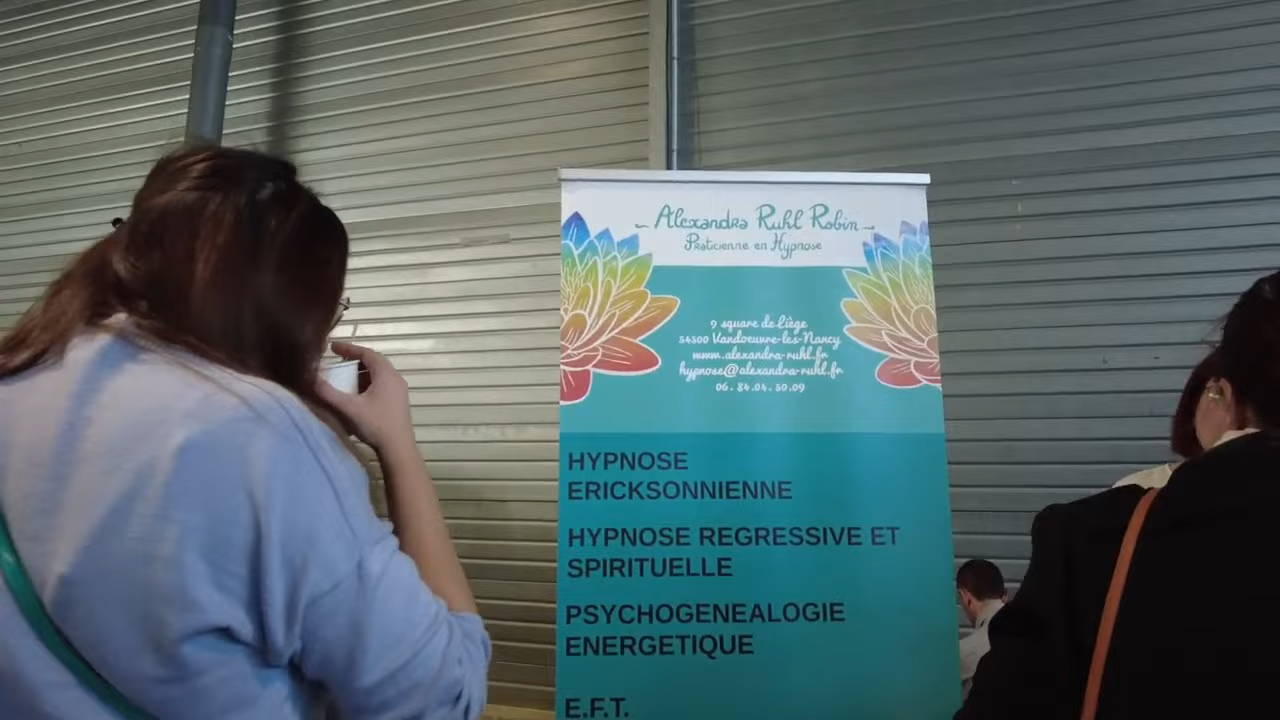 Alexandra Ruhl Robin
Praticienne en Hypnose
9 square de Liège
54500 Vandoeuvre-les-Nancy
www.alexandra-ruhl.fr
hypnose@alexandra-ruhl.fr
06.84.04.50.09
HYPNOSE
ERICKSONNIENNE
HYPNOSE REGRESSIVE ET
SPIRITUELLE
PSYCHOGENEALOGIE
ENERGETIQUE
E.F.T.